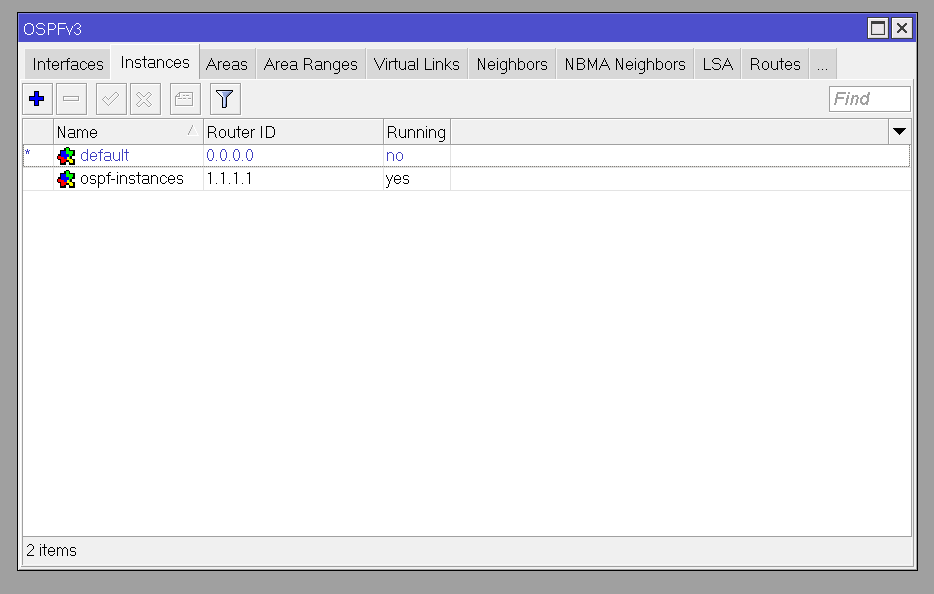 OSPFv3
Interfaces Instances Areas Area Ranges Virtual Links Neighbors NBMA Neighbors LSA Routes ...
Find
Name Router ID Running
* default 0.0.0.0 no
ospf-instances 1.1.1.1 yes
2 items